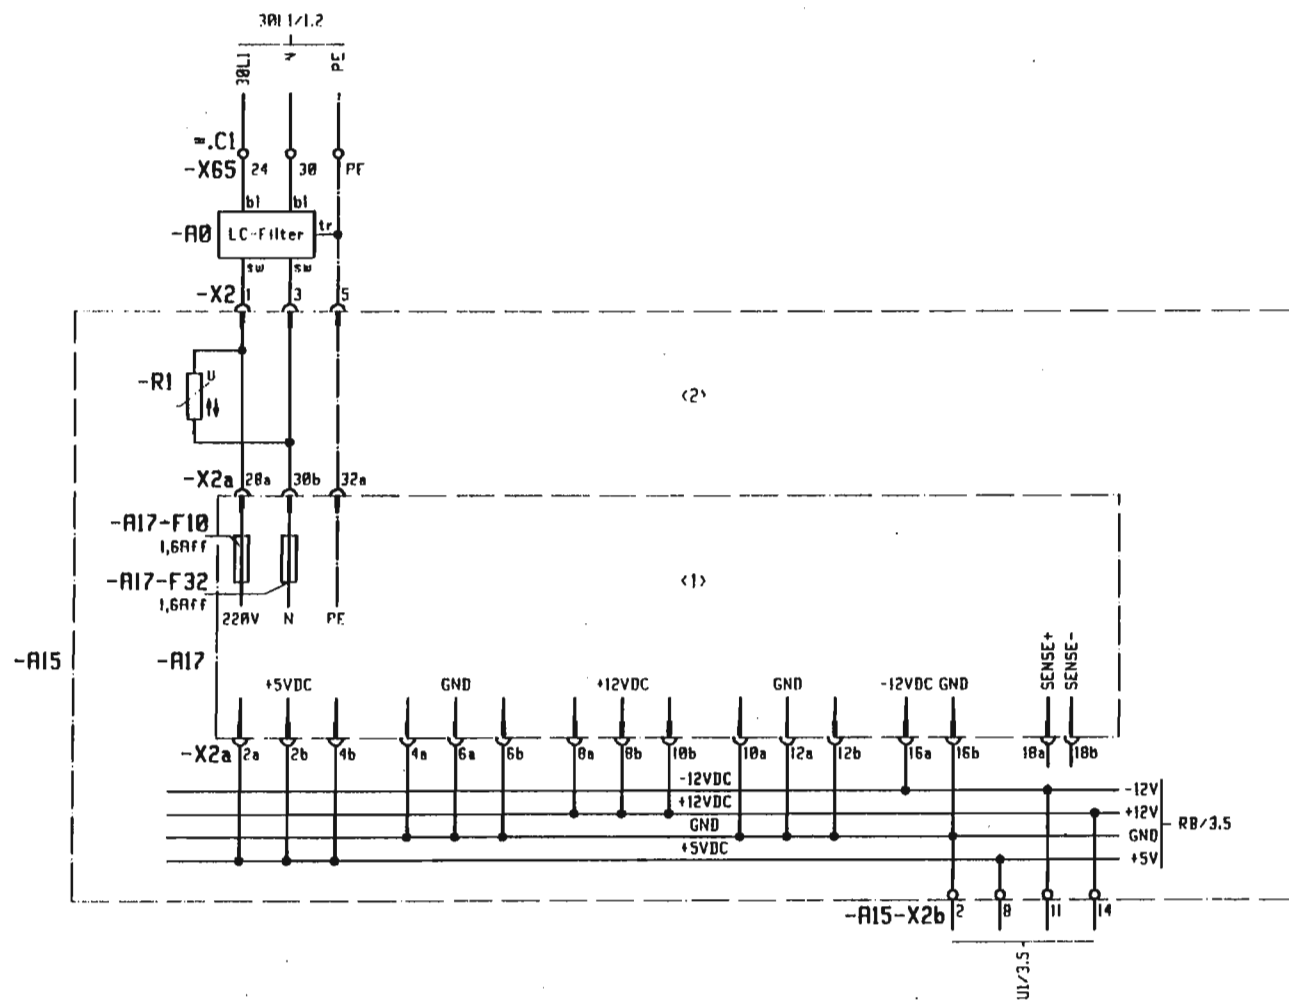 30L1/1.2
30L1 N PE
=.C1
-X65 24 30 PE
bl bl
-A0 LC-Filter tr
sw sw
-X2 1 3 5
-R1 U
<2>
-X2a 28a 30b 32a
-A17-F10
1,6Aff
-A17-F32
1,6Aff
<1>
220V N PE
-A15 -A17
SENSE+ SENSE-
+5VDC GND +12VDC GND -12VDC GND
-X2a 2a 2b 4b 4a 6a 6b 8a 8b 10b 10a 12a 12b 16a 16b 18a 18b
-12VDC -12V
+12VDC +12V
GND GND
RB/3.5
+5VDC +5V
-A15-X2b 2 8 11 14
U1/3.5